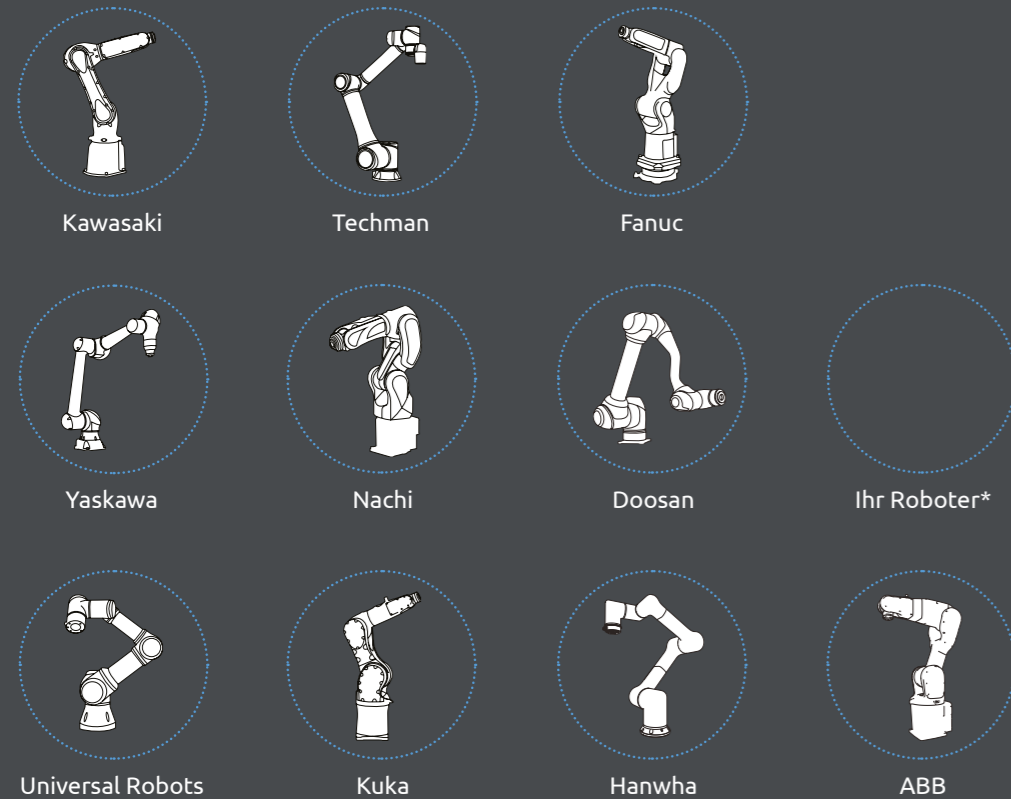 Kawasaki
Techman
Fanuc
Yaskawa
Nachi
Doosan
Ihr Roboter*
Universal Robots
Kuka
Hanwha
ABB